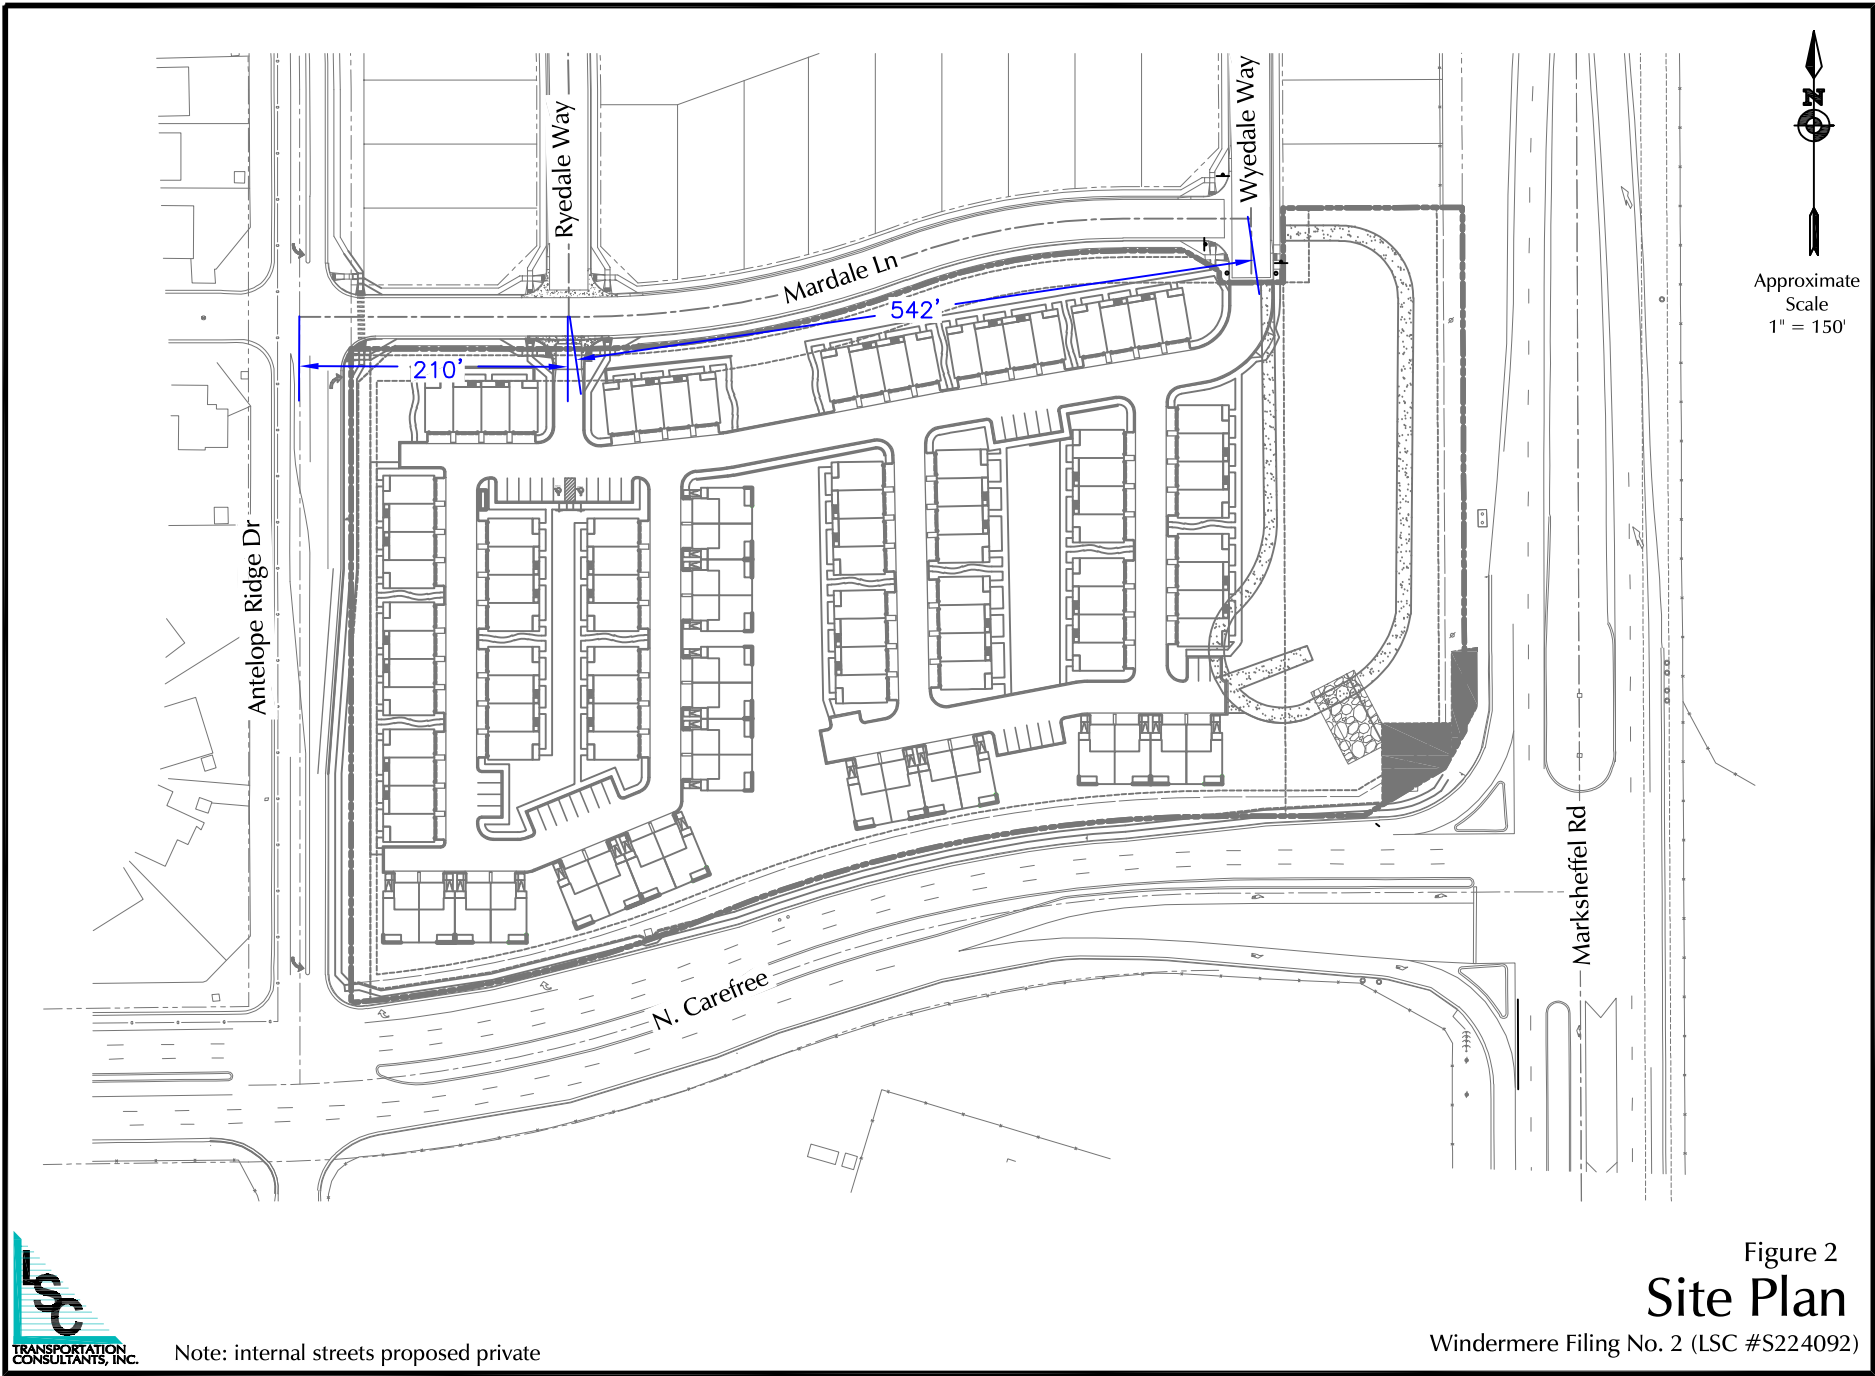 Ryedale Way
Wyedale Way
N
Approximate
Scale
1" = 150'
Mardale Ln
542'
210'
Antelope Ridge Dr
Marksheffel Rd
N. Carefree
Figure 2
Site Plan
Windermere Filing No. 2 (LSC #S224092)
LSC
TRANSPORTATION
CONSULTANTS, INC.
Note: internal streets proposed private